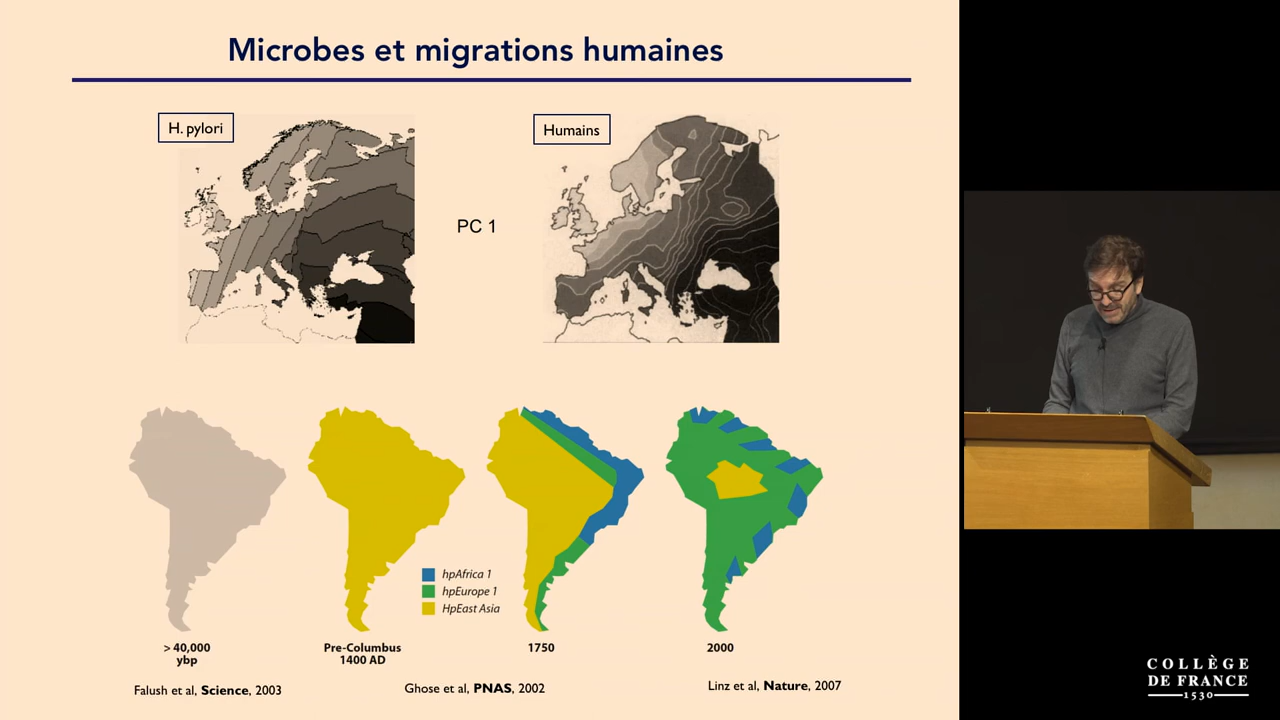 Microbes et migrations humaines
H. pylori
Humains
PC 1
hpAfrica 1
hpEurope 1
HpEast Asia
> 40,000
ybp
Pre-Columbus
1400 AD
1750
2000
Falush et al, Science, 2003
Ghose et al, PNAS, 2002
Linz et al, Nature, 2007
COLLÈGE
DE FRANCE
1530